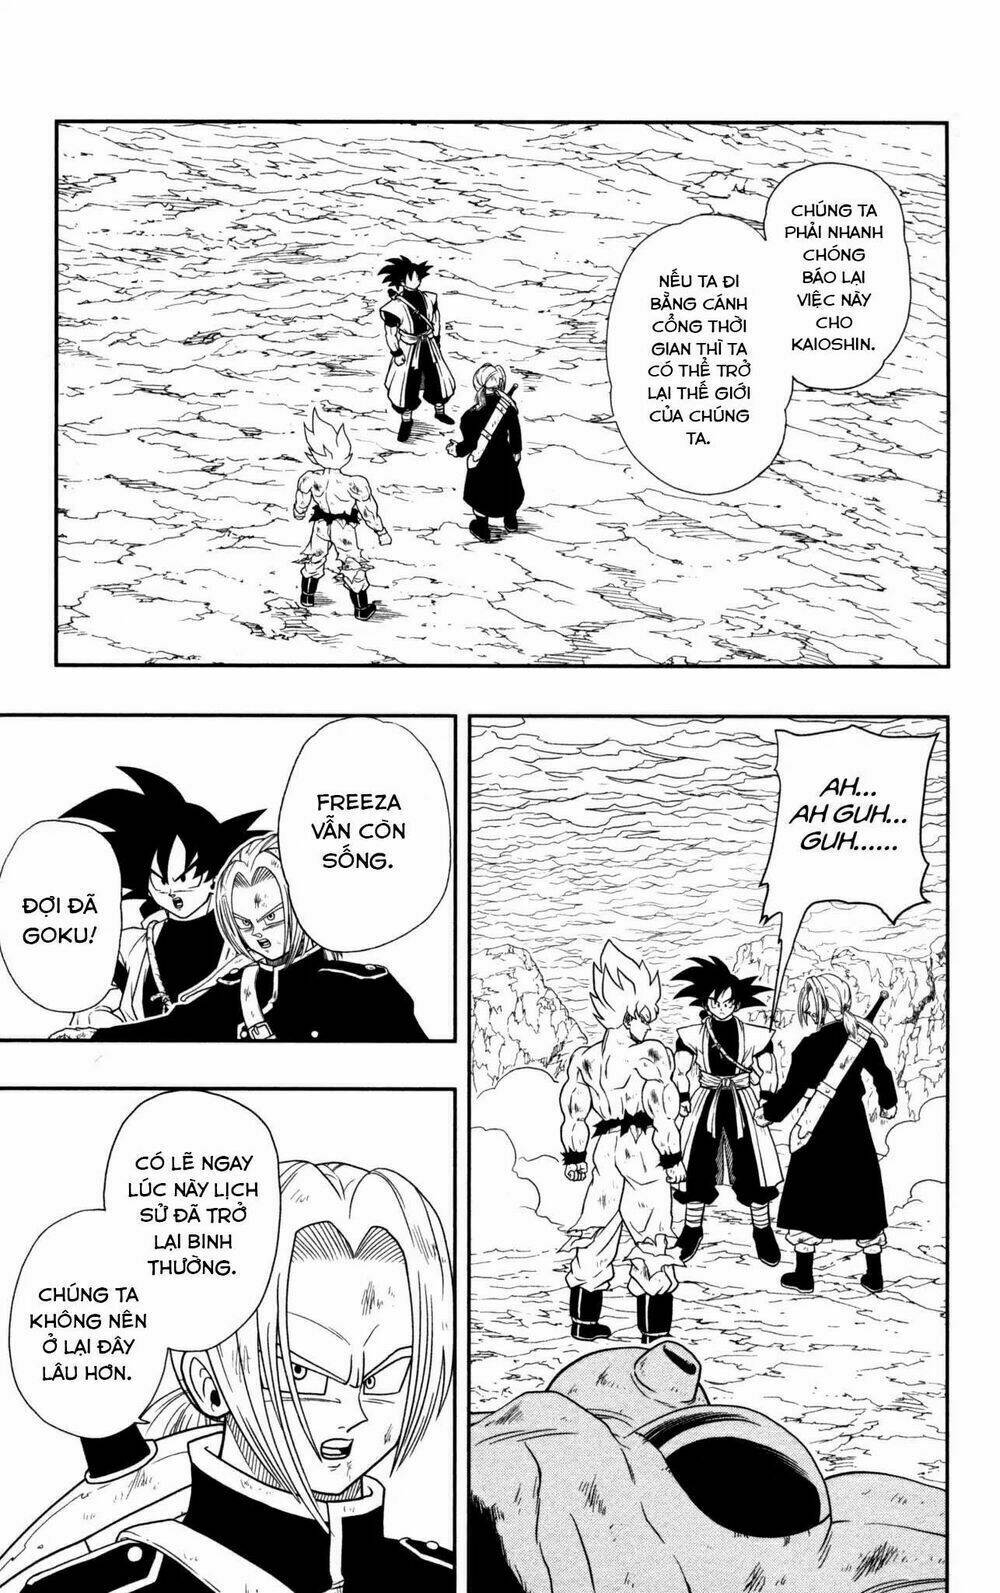 CHÚNG TA
PHẢI NHANH
CHÓNG
BÁO LẠI
VIỆC NÀY
CHO
KAIOSHIN.
NẾU TA ĐI
BẰNG CÁNH
CỔNG THỜI
GIAN THÌ TA
CÓ THỂ TRỞ
LẠI THẾ GIỚI
CỦA CHÚNG
TA.
AH...
AH GUH...
GUH......
FREEZA
VẪN CÒN
SỐNG.
ĐỢI ĐÃ
GOKU!
CÓ LẼ NGAY
LÚC NÀY LỊCH
SỬ ĐÃ TRỞ
LẠI BINH
THƯỜNG.
CHÚNG TA
KHÔNG NÊN
Ở LẠI ĐÂY
LÂU HƠN.